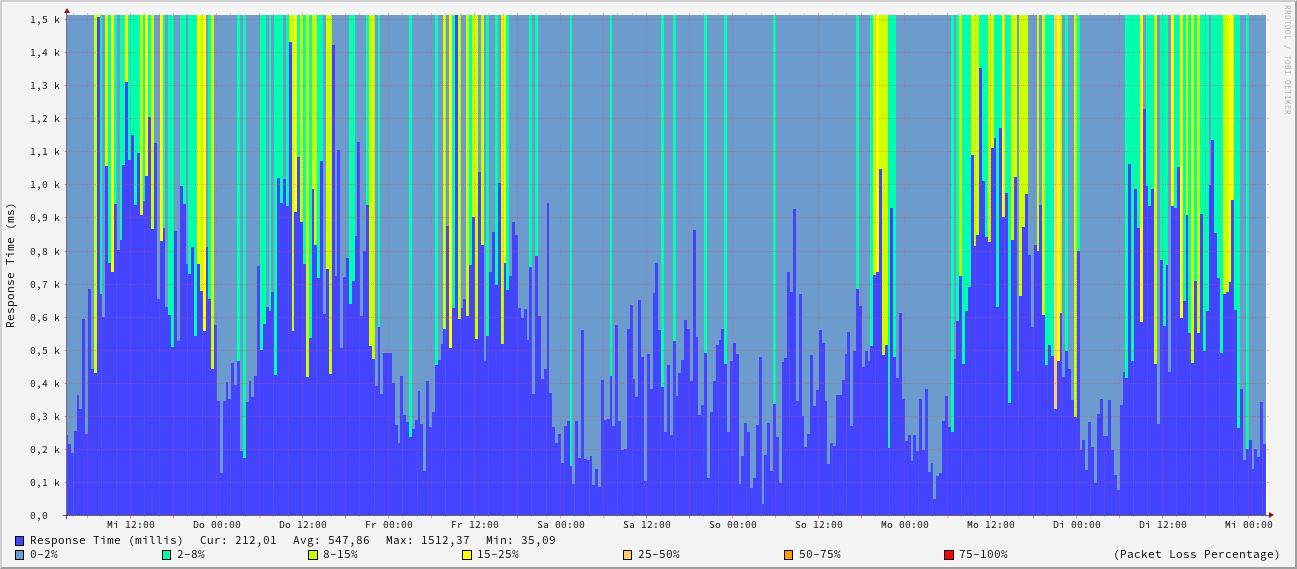 RRDTOOL / TOBI OETIKER
Response Time (ms)
1,5 k
1,4 k
1,3 k
1,2 k
1,1 k
1,0 k
0,9 k
0,8 k
0,7 k
0,6 k
0,5 k
0,4 k
0,3 k
0,2 k
0,1 k
0,0
Mi 12:00 Do 00:00 Do 12:00 Fr 00:00 Fr 12:00 Sa 00:00 Sa 12:00 So 00:00 So 12:00 Mo 00:00 Mo 12:00 Di 00:00 Di 12:00 Mi 00:00
Response Time (millis) Cur: 212,01 Avg: 547,86 Max: 1512,37 Min: 35,09
0-2% 2-8% 8-15% 15-25% 25-50% 50-75% 75-100% (Packet Loss Percentage)